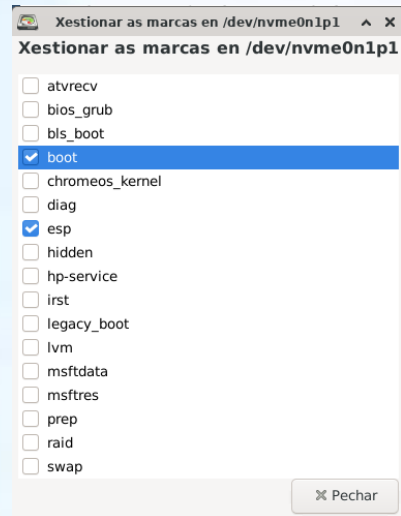 Xestionar as marcas en /dev/nvme0n1p1
Xestionar as marcas en /dev/nvme0n1p1
atvrecv
bios_grub
bls_boot
boot
chromeos_kernel
diag
esp
hidden
hp-service
irst
legacy_boot
lvm
msftdata
msftres
prep
raid
swap
Pechar